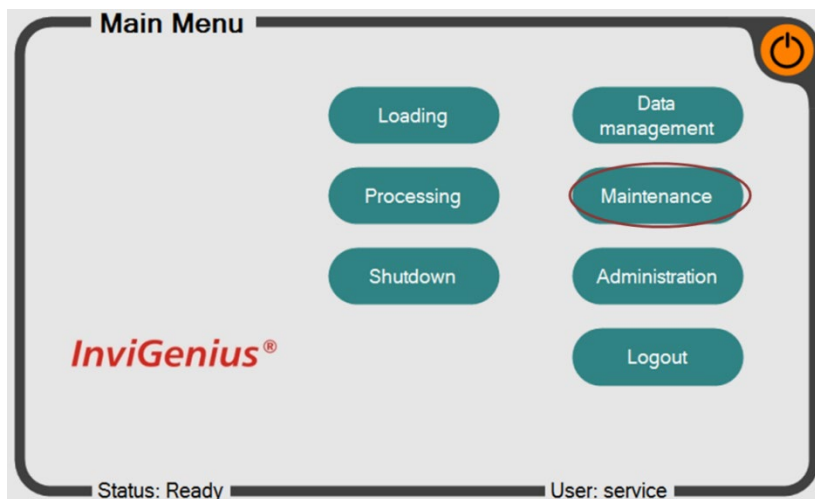 Main Menu
Loading
Data
management
Processing
Maintenance
Shutdown
Administration
InviGenius®
Logout
Status: Ready
User: service